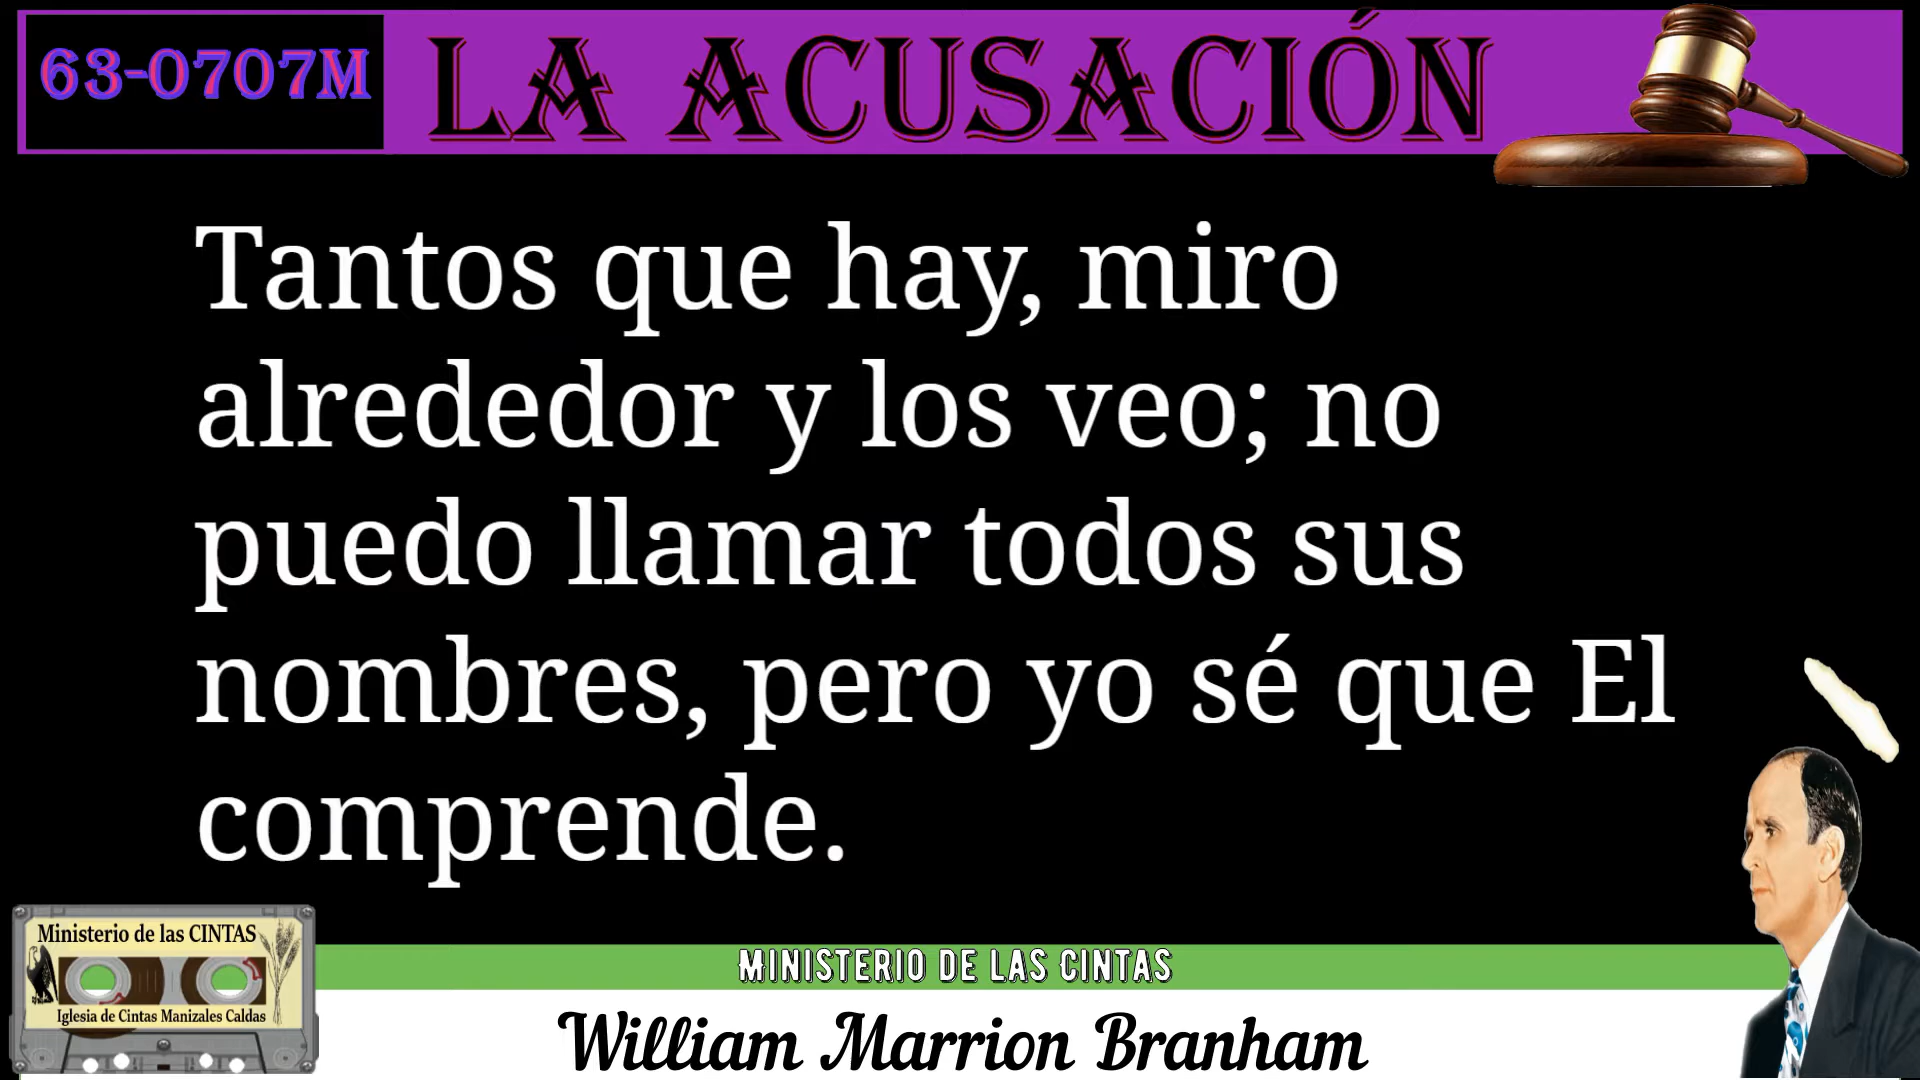 63-0707M
LA ACUSACIÓN
Tantos que hay, miro
alrededor y los veo; no
puedo llamar todos sus
nombres, pero yo sé que El
comprende.
Ministerio de las CINTAS
Iglesia de Cintas Manizales Caldas
MINISTERIO DE LAS CINTAS
William Marrion Branham